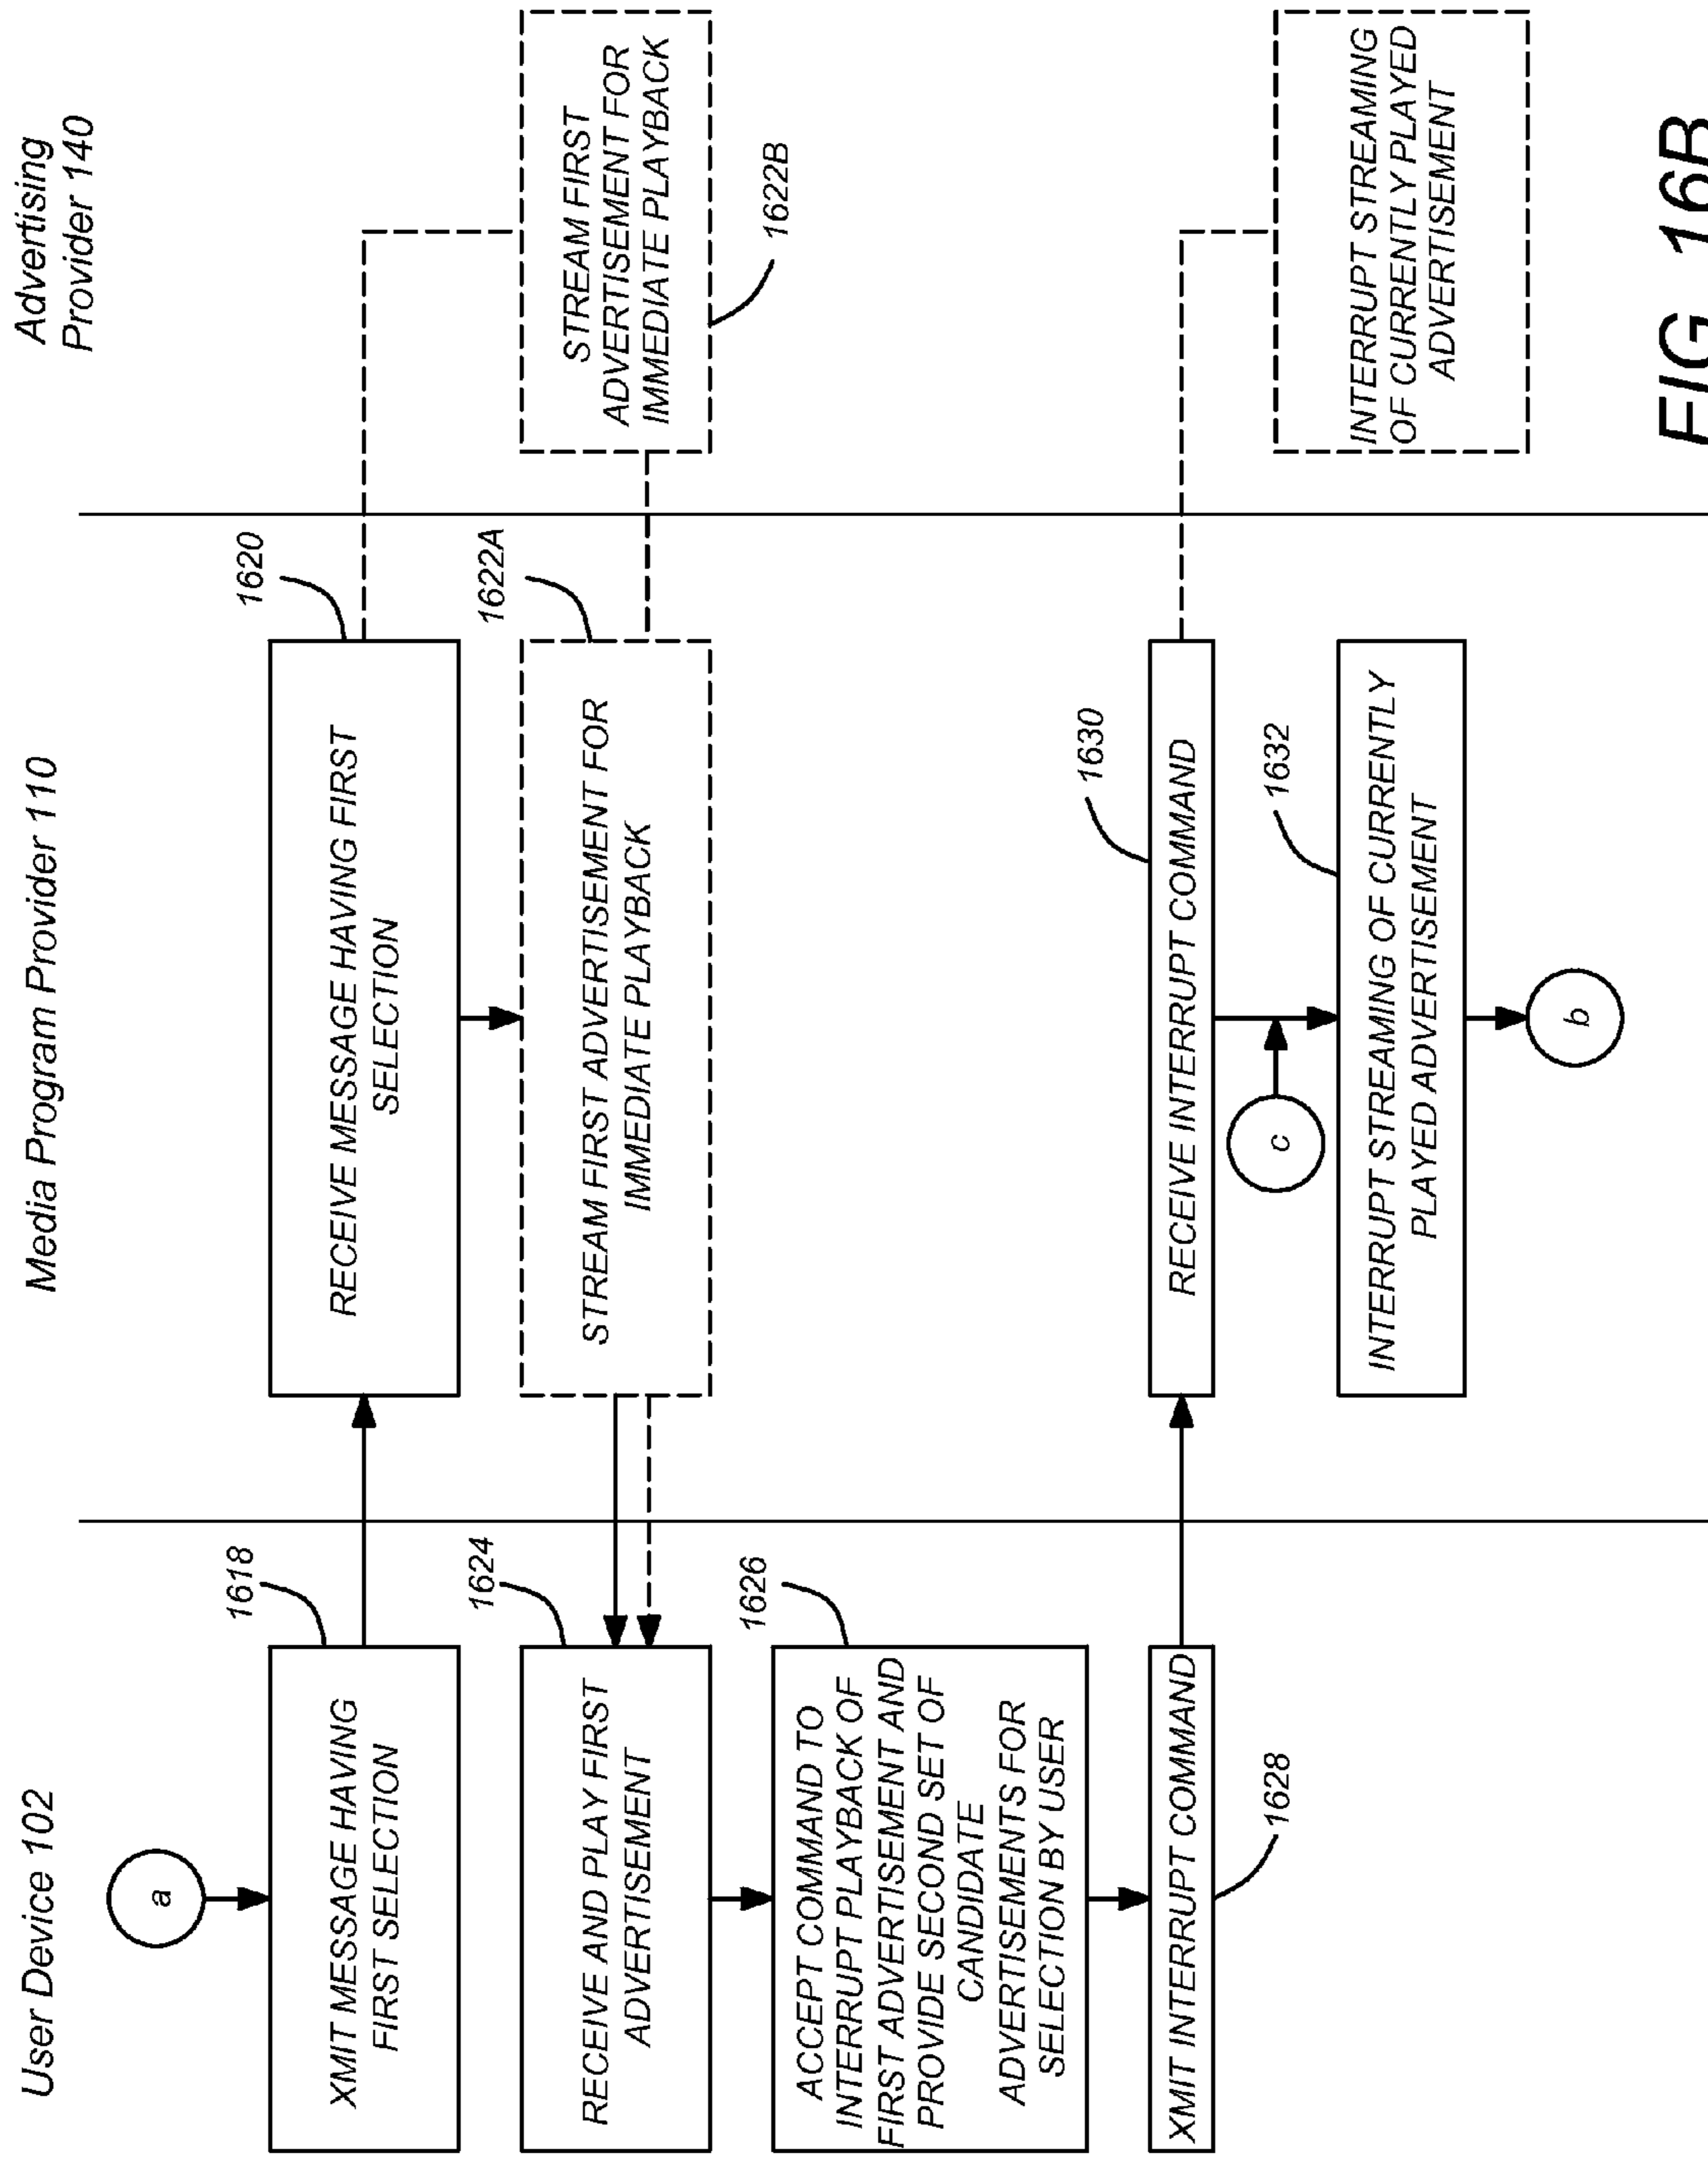 User Device 102
Media Program Provider 110
Advertising
Provider 140
a
1618
XMIT MESSAGE HAVING
FIRST SELECTION
1620
RECEIVE MESSAGE HAVING FIRST
SELECTION
1624
RECEIVE AND PLAY FIRST
ADVERTISEMENT
1622A
STREAM FIRST ADVERTISEMENT FOR
IMMEDIATE PLAYBACK
STREAM FIRST
ADVERTISEMENT FOR
IMMEDIATE PLAYBACK
1622B
1626
ACCEPT COMMAND TO
INTERRUPT PLAYBACK OF
FIRST ADVERTISEMENT AND
PROVIDE SECOND SET OF
CANDIDATE
ADVERTISEMENTS FOR
SELECTION BY USER
XMIT INTERRUPT COMMAND
1628
1630
RECEIVE INTERRUPT COMMAND
c
1632
INTERRUPT STREAMING OF CURRENTLY
PLAYED ADVERTISEMENT
b
INTERRUPT STREAMING
OF CURRENTLY PLAYED
ADVERTISEMENT
FIG. 16B